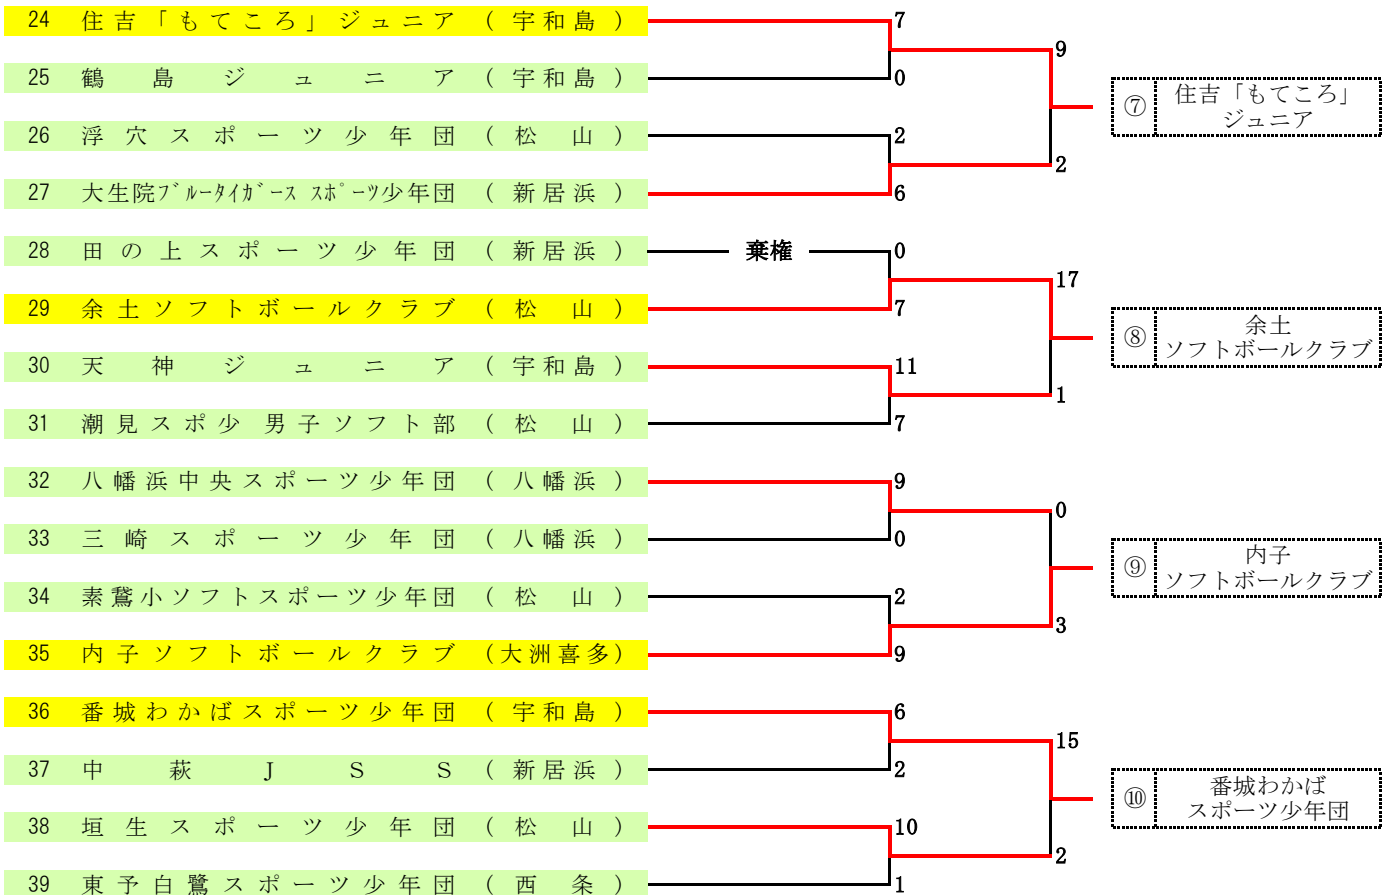 24 住吉「もてころ」ジュニア (宇和島) 7
9
25 鶴島ジュニア (宇和島) 0
⑦ 住吉「もてころ」
ジュニア
26 浮穴スポーツ少年団 (松山) 2
2
27 大生院ﾌﾞﾙｰﾀｲｶﾞｰｽ ｽﾎﾟｰﾂ少年団 (新居浜) 6
28 田の上スポーツ少年団 (新居浜) 棄権 0
17
29 余土ソフトボールクラブ (松山) 7
⑧ 余土
ソフトボールクラブ
30 天神ジュニア (宇和島) 11
1
31 潮見スポ少 男子ソフト部 (松山) 7
32 八幡浜中央スポーツ少年団 (八幡浜) 9
0
33 三崎スポーツ少年団 (八幡浜) 0
⑨ 内子
ソフトボールクラブ
34 素鵞小ソフトスポーツ少年団 (松山) 2
3
35 内子ソフトボールクラブ (大洲喜多) 9
36 番城わかばスポーツ少年団 (宇和島) 6
15
37 中萩JSS (新居浜) 2
⑩ 番城わかば
スポーツ少年団
38 垣生スポーツ少年団 (松山) 10
2
39 東予白鷺スポーツ少年団 (西条) 1